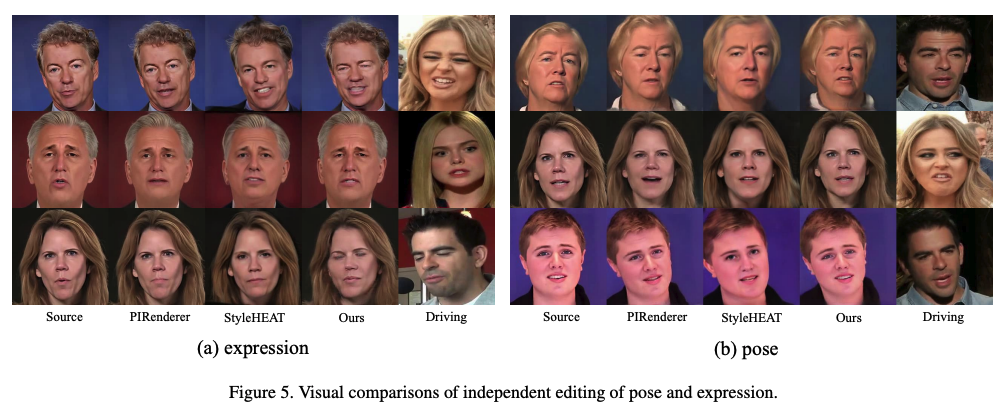 Source PIRenderer StyleHEAT Ours Driving Source PIRenderer StyleHEAT Ours Driving
(a) expression (b) pose
Figure 5. Visual comparisons of independent editing of pose and expression.